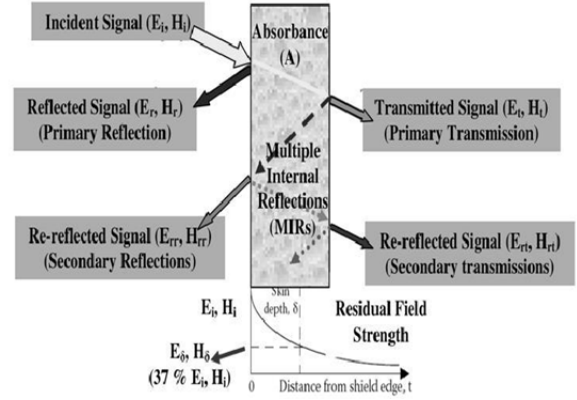 Incident Signal (Ei, Hi)
Absorbance
(A)
Reflected Signal (Er, Hr)
(Primary Reflection)
Transmitted Signal (Et, Ht)
(Primary Transmission)
Multiple
Internal
Reflections
(MIRs)
Re-reflected Signal (Err, Hrr)
(Secondary Reflections)
Re-reflected Signal (Ert, Hrt)
(Secondary transmissions)
Skin
depth, δ
Ei, Hi
Residual Field
Strength
Eδ, Hδ
(37 % Ei, Hi)
0
Distance from shield edge, t